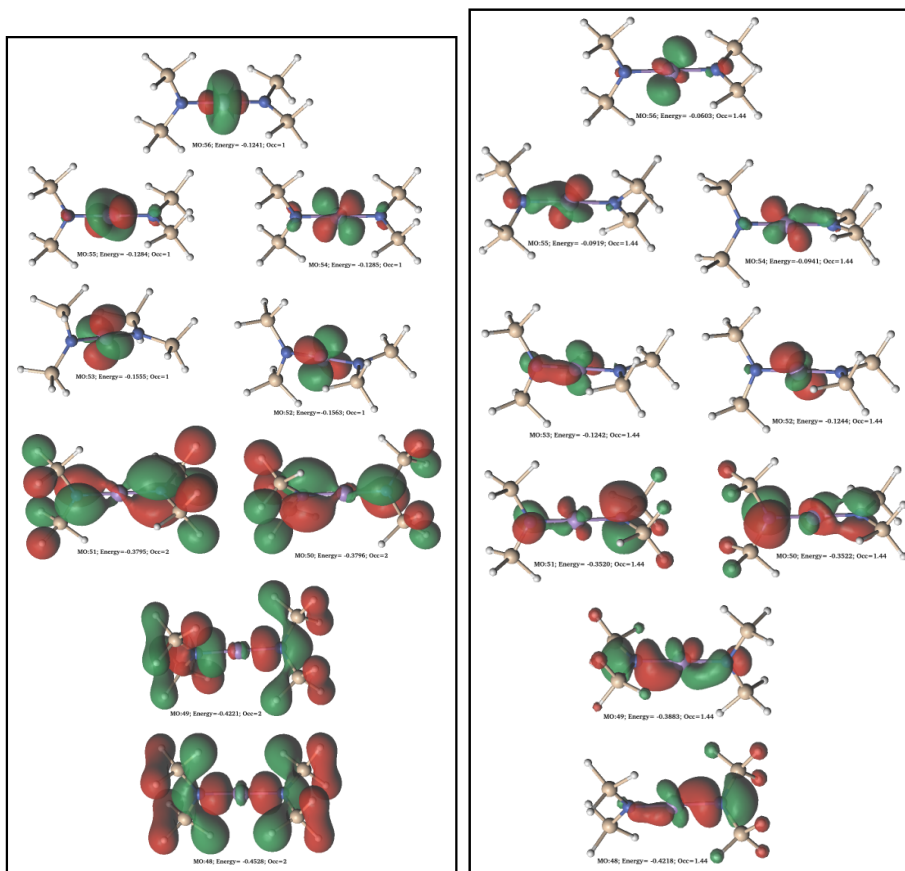 MO:56; Energy= -0.1241; Occ=1
MO:55; Energy= -0.1284; Occ=1
MO:54; Energy= -0.1285; Occ=1
MO:53; Energy= -0.1555; Occ=1
MO:52; Energy=-0.1563; Occ=1
MO:51; Energy=-0.3795; Occ=2
MO:50; Energy= -0.3796; Occ=2
MO:49; Energy=-0.4221; Occ=2
MO:48; Energy= -0.4528; Occ=2
MO:56; Energy= -0.0603; Occ=1.44
MO:55; Energy= -0.0919; Occ=1.44
MO:54; Energy= -0.0941; Occ=1.44
MO:53; Energy= -0.1242; Occ=1.44
MO:52; Energy= -0.1244; Occ=1.44
MO:51; Energy= -0.3520; Occ=1.44
MO:50; Energy= -0.3522; Occ=1.44
MO:49; Energy= -0.3883; Occ=1.44
MO:48; Energy= -0.4218; Occ=1.44